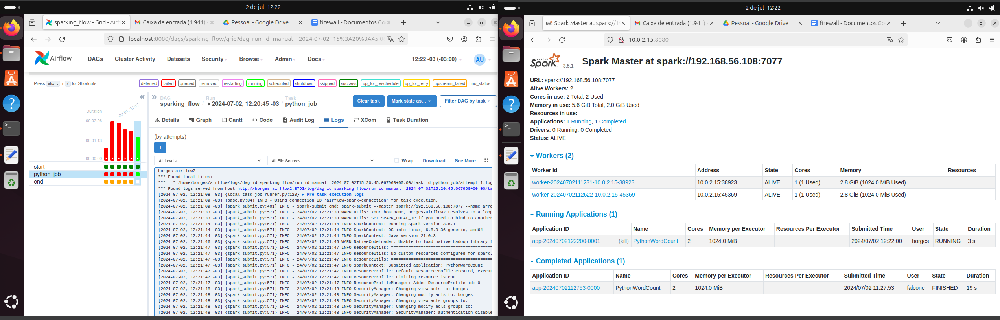 2 de jul 12:22
sparking_flow - Grid - Airf
Caixa de entrada (1.941) -
Pessoal - Google Drive
firewall - Documentos Go
localhost:8080/dags/sparking_flow/grid?dag_run_id=manual__2024-07-02T15%3A20%3A45.0
Airflow
DAGs
Cluster Activity
Datasets
Security
Browse
Admin
Docs
12:22 -03 (-03:00)
AU
Press shift + / for Shortcuts
deferred
failed
queued
removed
restarting
running
scheduled
shutdown
skipped
success
up_for_reschedule
up_for_retry
upstream_failed
no_status
Duration
Jul 01, 21:17
00:02:26
00:01:13
00:00:00
start
python_job
end
DAG
sparking_flow
/
Run
2024-07-02, 12:20:45 -03
/
Task
python_job
Clear task
Mark state as...
Filter DAG by task
Details
Graph
Gantt
Code
Audit Log
Logs
XCom
Task Duration
(by attempts)
1
All Levels
All File Sources
Wrap
Download
See More
borges-airflow2
*** Found local files:
***   * /home/borges/airflow/logs/dag_id=sparking_flow/run_id=manual__2024-07-02T15:20:45.067960+00:00/task_id=python_job/attempt=1.log
*** Found logs served from host http://borges-airflow2:8793/log/dag_id=sparking_flow/run_id=manual__2024-07-02T15:20:45.067960+00:00/ta
[2024-07-02, 12:21:08 -03] {local_task_job_runner.py:120} ▶ Pre task execution logs
[2024-07-02, 12:21:09 -03] {base.py:84} INFO - Using connection ID 'airflow-spark-connection' for task execution.
[2024-07-02, 12:21:09 -03] {spark_submit.py:401} INFO - Spark-Submit cmd: spark-submit --master spark://192.168.56.108:7077 --name arro
[2024-07-02, 12:21:33 -03] {spark_submit.py:571} INFO - 24/07/02 12:21:33 WARN Utils: Your hostname, borges-airflow2 resolves to a loop
[2024-07-02, 12:21:33 -03] {spark_submit.py:571} INFO - 24/07/02 12:21:33 WARN Utils: Set SPARK_LOCAL_IP if you need to bind to another
[2024-07-02, 12:21:44 -03] {spark_submit.py:571} INFO - 24/07/02 12:21:44 INFO SparkContext: Running Spark version 3.5.1
[2024-07-02, 12:21:44 -03] {spark_submit.py:571} INFO - 24/07/02 12:21:44 INFO SparkContext: OS info Linux, 6.8.0-36-generic, amd64
[2024-07-02, 12:21:44 -03] {spark_submit.py:571} INFO - 24/07/02 12:21:44 INFO SparkContext: Java version 21.0.3
[2024-07-02, 12:21:46 -03] {spark_submit.py:571} INFO - 24/07/02 12:21:46 WARN NativeCodeLoader: Unable to load native-hadoop library f
[2024-07-02, 12:21:47 -03] {spark_submit.py:571} INFO - 24/07/02 12:21:47 INFO ResourceUtils: =========================================
[2024-07-02, 12:21:47 -03] {spark_submit.py:571} INFO - 24/07/02 12:21:47 INFO ResourceUtils: No custom resources configured for spark.
[2024-07-02, 12:21:47 -03] {spark_submit.py:571} INFO - 24/07/02 12:21:47 INFO ResourceUtils: =========================================
[2024-07-02, 12:21:47 -03] {spark_submit.py:571} INFO - 24/07/02 12:21:47 INFO SparkContext: Submitted application: PythonWordCount
[2024-07-02, 12:21:47 -03] {spark_submit.py:571} INFO - 24/07/02 12:21:47 INFO ResourceProfile: Default ResourceProfile created, execut
[2024-07-02, 12:21:47 -03] {spark_submit.py:571} INFO - 24/07/02 12:21:47 INFO ResourceProfile: Limiting resource is cpu
[2024-07-02, 12:21:47 -03] {spark_submit.py:571} INFO - 24/07/02 12:21:47 INFO ResourceProfileManager: Added ResourceProfile id: 0
[2024-07-02, 12:21:48 -03] {spark_submit.py:571} INFO - 24/07/02 12:21:48 INFO SecurityManager: Changing view acls to: borges
[2024-07-02, 12:21:48 -03] {spark_submit.py:571} INFO - 24/07/02 12:21:48 INFO SecurityManager: Changing modify acls to: borges
[2024-07-02, 12:21:48 -03] {spark_submit.py:571} INFO - 24/07/02 12:21:48 INFO SecurityManager: Changing view acls groups to:
[2024-07-02, 12:21:48 -03] {spark_submit.py:571} INFO - 24/07/02 12:21:48 INFO SecurityManager: Changing modify acls groups to:
[2024-07-02, 12:21:48 -03] {spark_submit.py:571} INFO - 24/07/02 12:21:48 INFO SecurityManager: SecurityManager: authentication disable
2 de jul 12:22
Spark Master at spark://19
Caixa de entrada (1.941) -
Pessoal - Google Drive
firewall - Documentos Go
10.0.2.15:8080
APACHE
Spark
3.5.1
Spark Master at spark://192.168.56.108:7077
URL: spark://192.168.56.108:7077
Alive Workers: 2
Cores in use: 2 Total, 2 Used
Memory in use: 5.6 GiB Total, 2.0 GiB Used
Resources in use:
Applications: 1 Running, 1 Completed
Drivers: 0 Running, 0 Completed
Status: ALIVE
Workers (2)
Worker Id Address State Cores Memory Resources
worker-20240702111231-10.0.2.15-38923 10.0.2.15:38923 ALIVE 1 (1 Used) 2.8 GiB (1024.0 MiB Used)
worker-20240702112622-10.0.2.15-45369 10.0.2.15:45369 ALIVE 1 (1 Used) 2.8 GiB (1024.0 MiB Used)
Running Applications (1)
Application ID Name Cores Memory per Executor Resources Per Executor Submitted Time User State Duration
app-20240702122200-0001 (kill) PythonWordCount 2 1024.0 MiB 2024/07/02 12:22:00 borges RUNNING 3 s
Completed Applications (1)
Application ID Name Cores Memory per Executor Resources Per Executor Submitted Time User State Duration
app-20240702112753-0000 PythonWordCount 2 1024.0 MiB 2024/07/02 11:27:53 falcone FINISHED 19 s